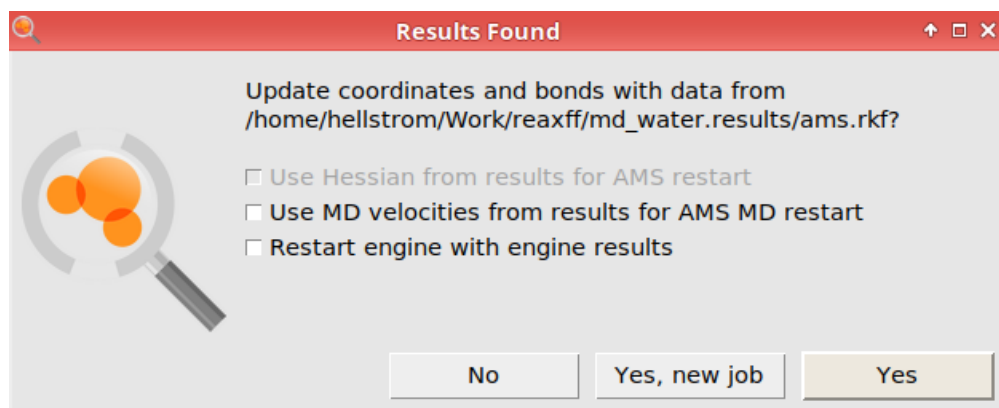 Results Found
Update coordinates and bonds with data from
/home/hellstrom/Work/reaxff/md_water.results/ams.rkf?
Use Hessian from results for AMS restart
Use MD velocities from results for AMS MD restart
Restart engine with engine results
No
Yes, new job
Yes